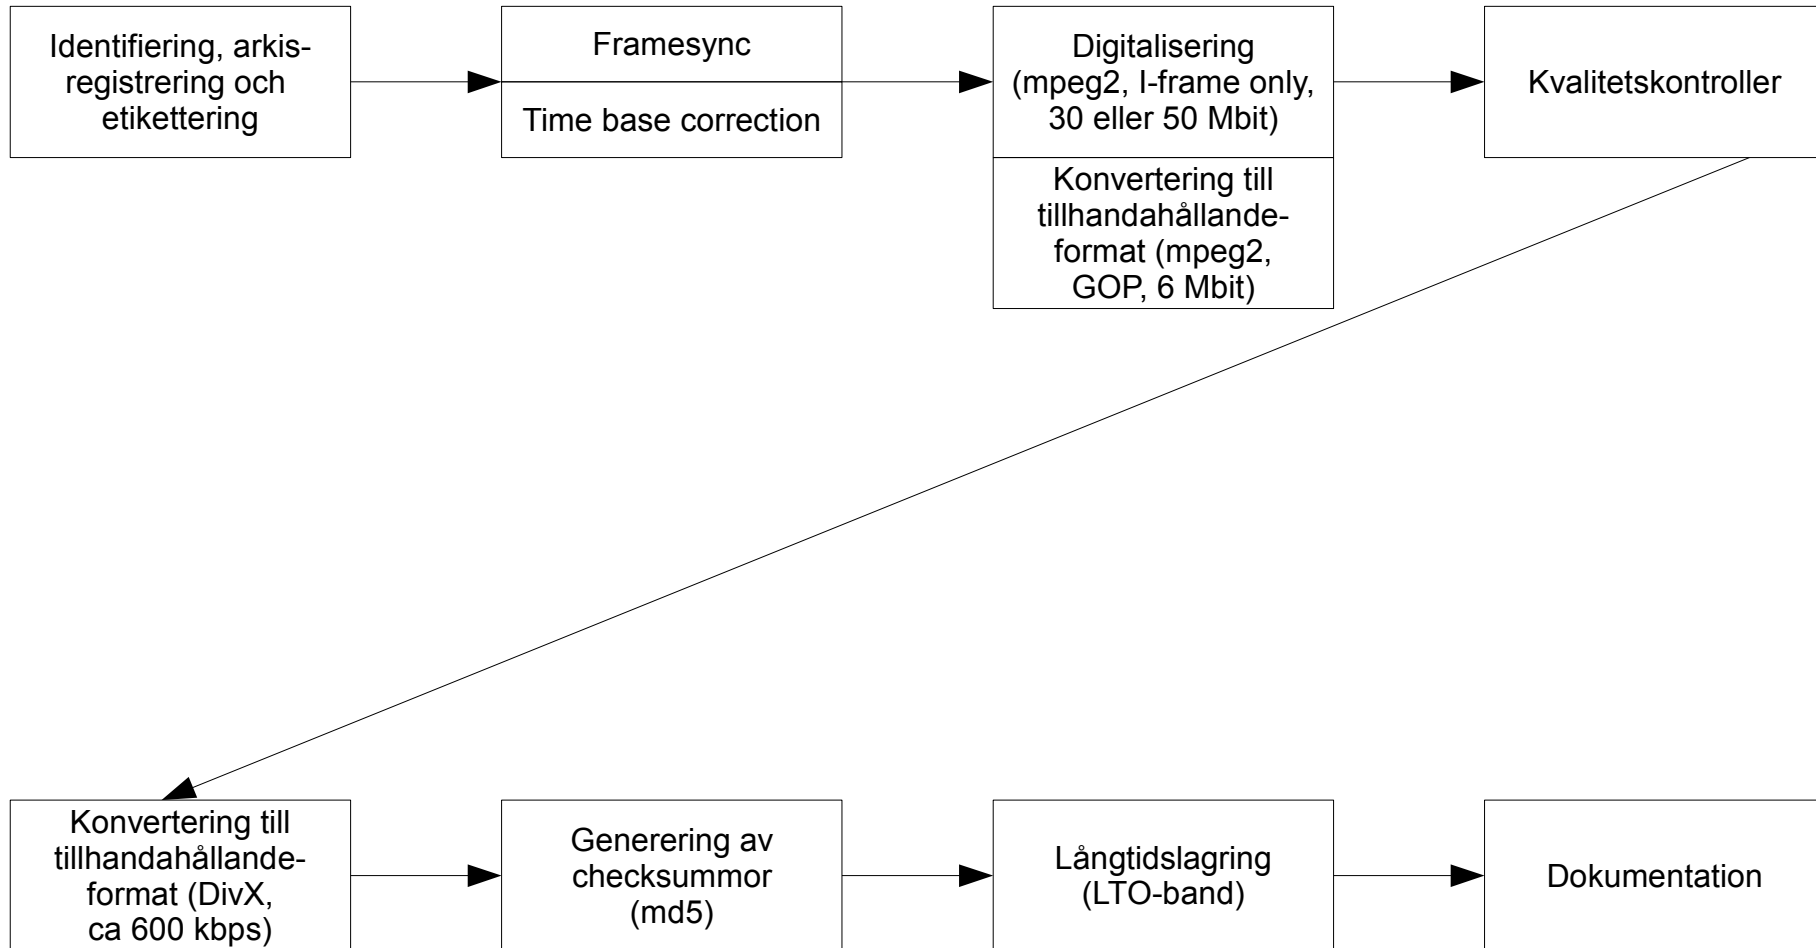 Identifiering, arkis-
registrering och
etikettering
Framesync
Time base correction
Digitalisering
(mpeg2, I-frame only,
30 eller 50 Mbit)
Konvertering till
tillhandahållande-
format (mpeg2,
GOP, 6 Mbit)
Kvalitetskontroller
Konvertering till
tillhandahållande-
format (DivX,
ca 600 kbps)
Generering av
checksummor
(md5)
Långtidslagring
(LTO-band)
Dokumentation